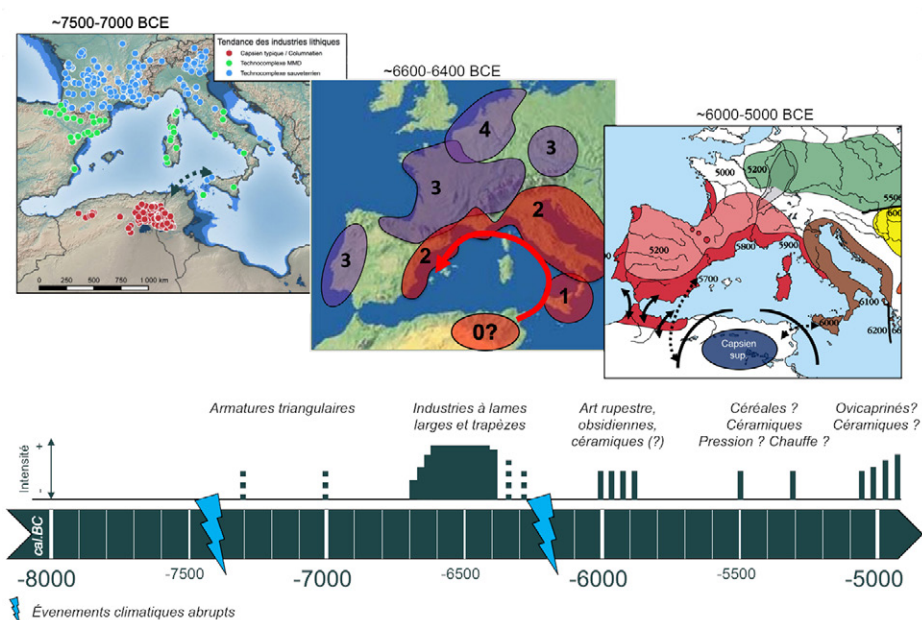 ~7500-7000 BCE
Tendance des industries lithiques
Capsien typique / Columnatien
Technocomplexe MMD
Technocomplexe sauveterrien
0
500
1 000 km
~6600-6400 BCE
4
3
3
2
3
2
1
0?
~6000-5000 BCE
5000
5200
5500
5200
5800
5900
5700
6100
6000
6200
Capsien
sup.
Armatures triangulaires
Industries à lames
larges et trapèzes
Art rupestre,
obsidiennes,
céramiques (?)
Céréales ?
Céramiques
Pression ? Chauffe ?
Ovicaprinés?
Céramiques ?
Intensité
+
-
cal.BC
-8000
-7500
-7000
-6500
-6000
-5500
-5000
Évenements climatiques abrupts